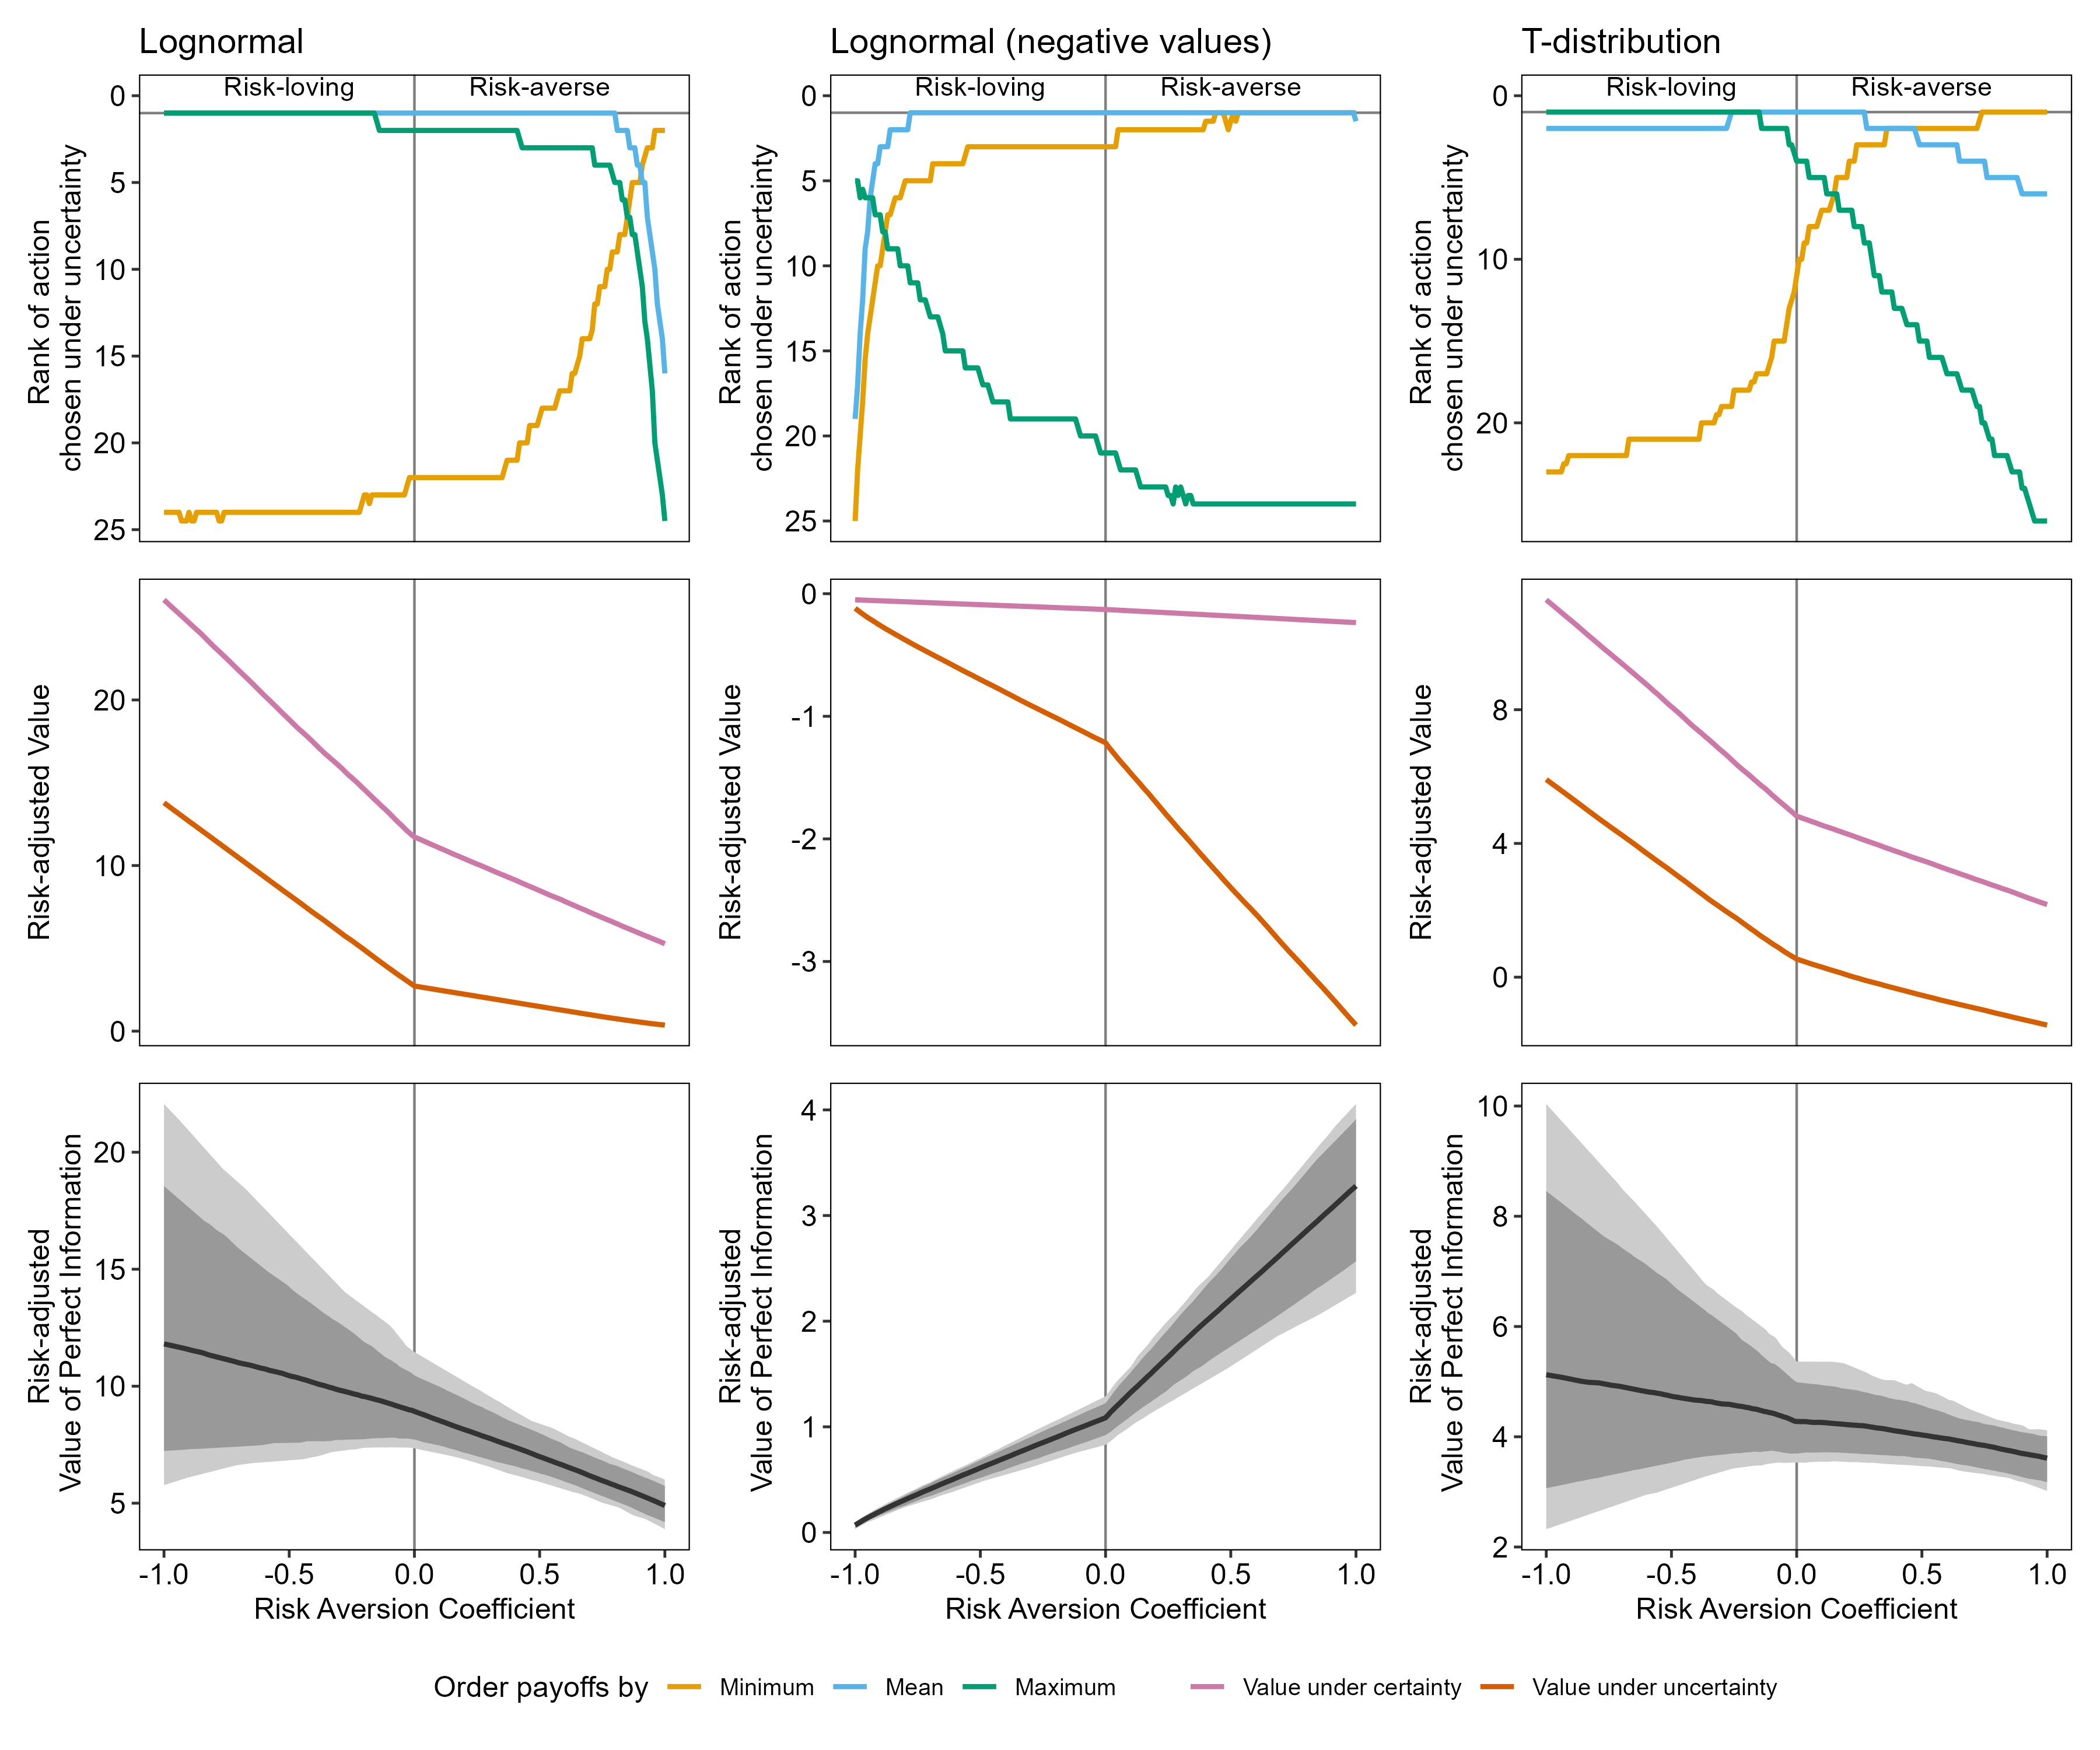 Lognormal
Lognormal (negative values)
T-distribution
Risk-loving
Risk-averse
Risk-loving
Risk-averse
Risk-loving
Risk-averse
Rank of action
chosen under uncertainty
0
5
10
15
20
25
Rank of action
chosen under uncertainty
0
5
10
15
20
25
Rank of action
chosen under uncertainty
0
10
20
Risk-adjusted Value
20
10
0
Risk-adjusted Value
0
-1
-2
-3
Risk-adjusted Value
8
4
0
Risk-adjusted
Value of Perfect Information
20
15
10
5
Risk-adjusted
Value of Perfect Information
4
3
2
1
0
Risk-adjusted
Value of Perfect Information
10
8
6
4
2
-1.0 -0.5 0.0 0.5 1.0
-1.0 -0.5 0.0 0.5 1.0
-1.0 -0.5 0.0 0.5 1.0
Risk Aversion Coefficient
Risk Aversion Coefficient
Risk Aversion Coefficient
Order payoffs by Minimum Mean Maximum Value under certainty Value under uncertainty